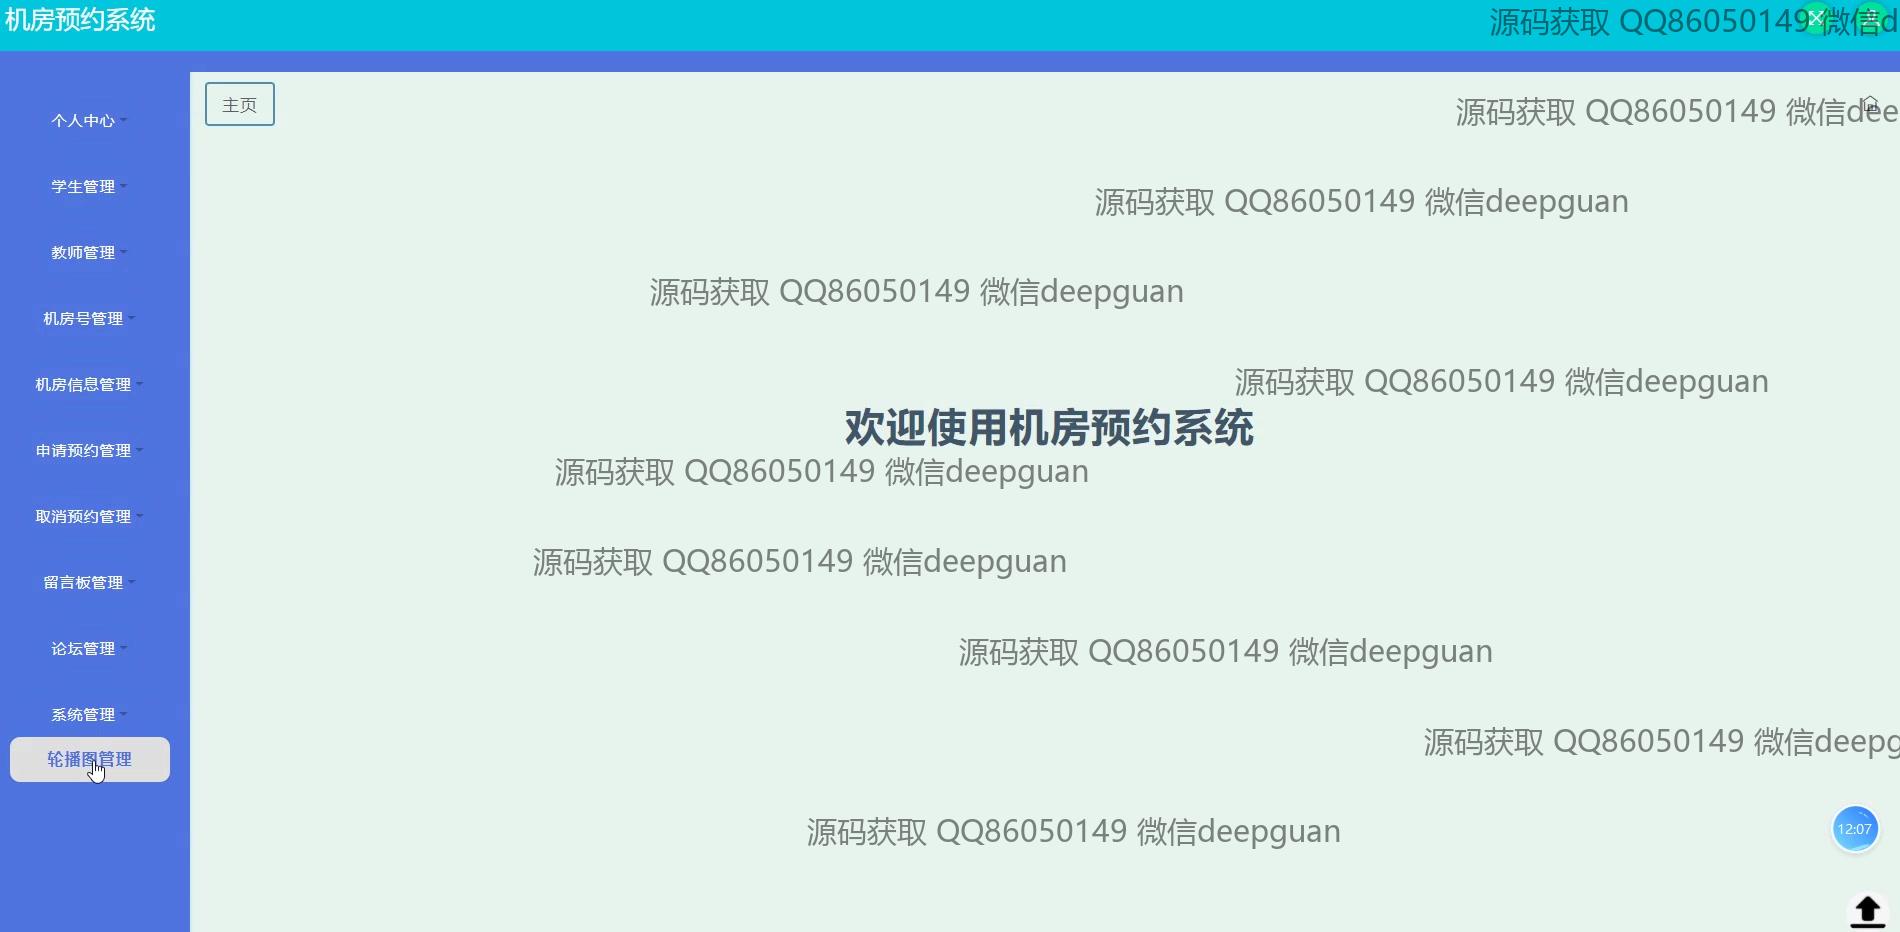 机房预约系统
源码获取 QQ86050149 微信d
主页
源码获取 QQ86050149 微信dee
个人中心
学生管理
源码获取 QQ86050149 微信deepguan
教师管理
源码获取 QQ86050149 微信deepguan
机房号管理
机房信息管理
源码获取 QQ86050149 微信deepguan
欢迎使用机房预约系统
申请预约管理
源码获取 QQ86050149 微信deepguan
取消预约管理
源码获取 QQ86050149 微信deepguan
留言板管理
论坛管理
源码获取 QQ86050149 微信deepguan
系统管理
源码获取 QQ86050149 微信deepg
轮播图管理
源码获取 QQ86050149 微信deepguan
12:07